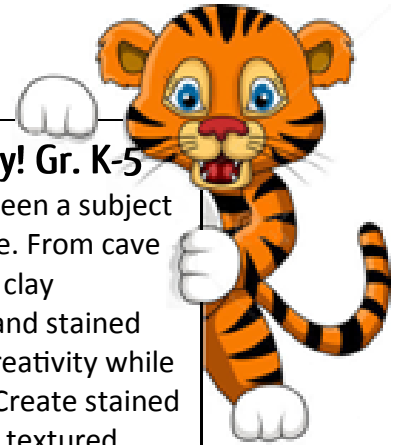 y! Gr. K-5
een a subject
e. From cave
clay
and stained
reativity while
Create stained
textured